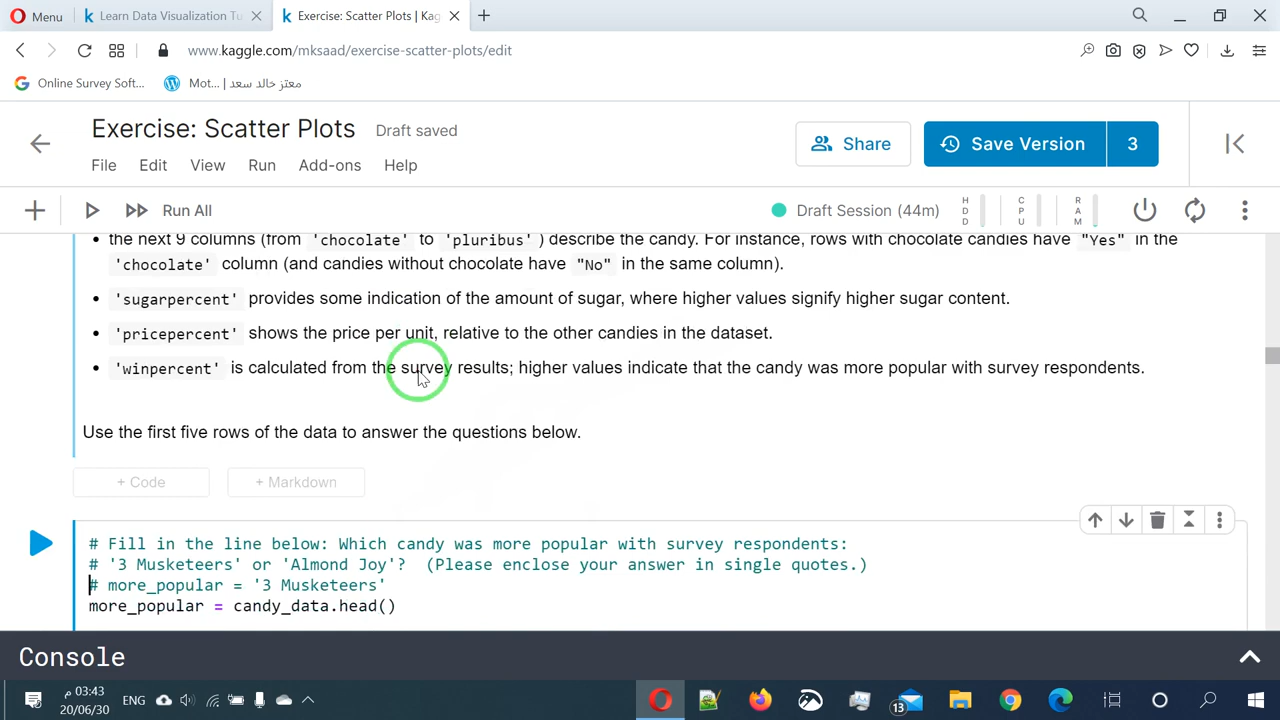 Menu
Learn Data Visualization Tu
Exercise: Scatter Plots | Kag
www.kaggle.com/mksaad/exercise-scatter-plots/edit
Online Survey Soft...
Mot... | معتز خالد سعد
Exercise: Scatter Plots
Draft saved
Share
Save Version
3
File
Edit
View
Run
Add-ons
Help
Run All
Draft Session (44m)
HDD
CPU
RAM
• the next 9 columns (from 'chocolate' to 'pluribus' ) describe the candy. For instance, rows with chocolate candies have "Yes" in the
'chocolate' column (and candies without chocolate have "No" in the same column).
• 'sugarpercent' provides some indication of the amount of sugar, where higher values signify higher sugar content.
• 'pricepercent' shows the price per unit, relative to the other candies in the dataset.
• 'winpercent' is calculated from the survey results; higher values indicate that the candy was more popular with survey respondents.
Use the first five rows of the data to answer the questions below.
+ Code
+ Markdown
# Fill in the line below: Which candy was more popular with survey respondents:
# '3 Musketeers' or 'Almond Joy'? (Please enclose your answer in single quotes.)
# more_popular = '3 Musketeers'
more_popular = candy_data.head()
Console
03:43 م
20/06/30
ENG
13